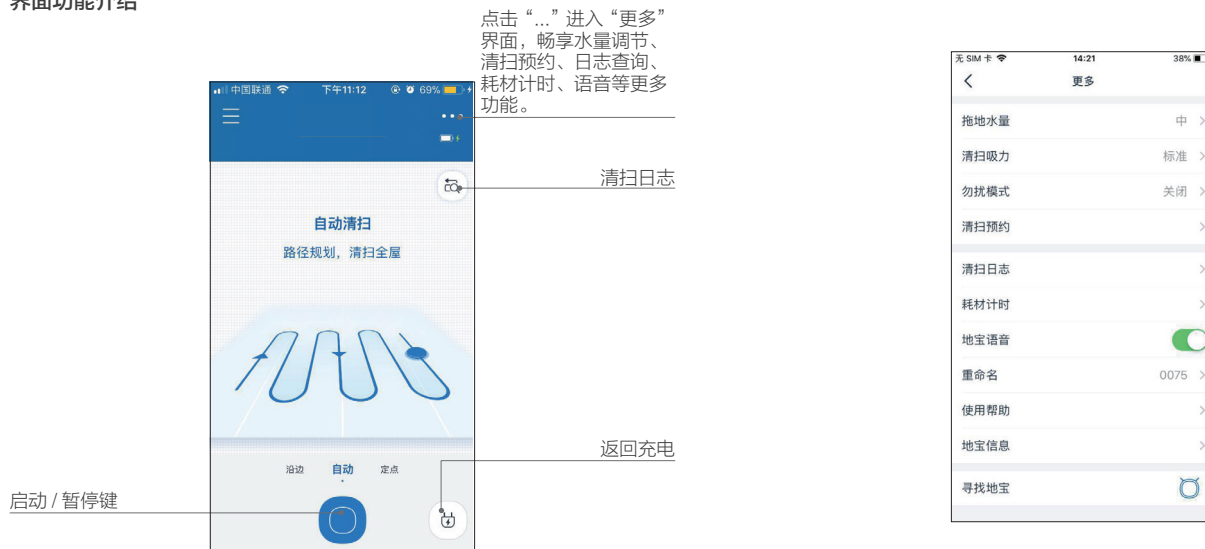 界面功能介绍
点击“...”进入“更多”
界面，畅享水量调节、
清扫预约、日志查询、
耗材计时、语音等更多
功能。
中国联通 下午11:12 69%
清扫日志
自动清扫
路径规划，清扫全屋
返回充电
沿边 自动 定点
启动 / 暂停键
无 SIM 卡 14:21 38%
更多
拖地水量 中
清扫吸力 标准
勿扰模式 关闭
清扫预约
清扫日志
耗材计时
地宝语音
重命名 0075
使用帮助
地宝信息
寻找地宝